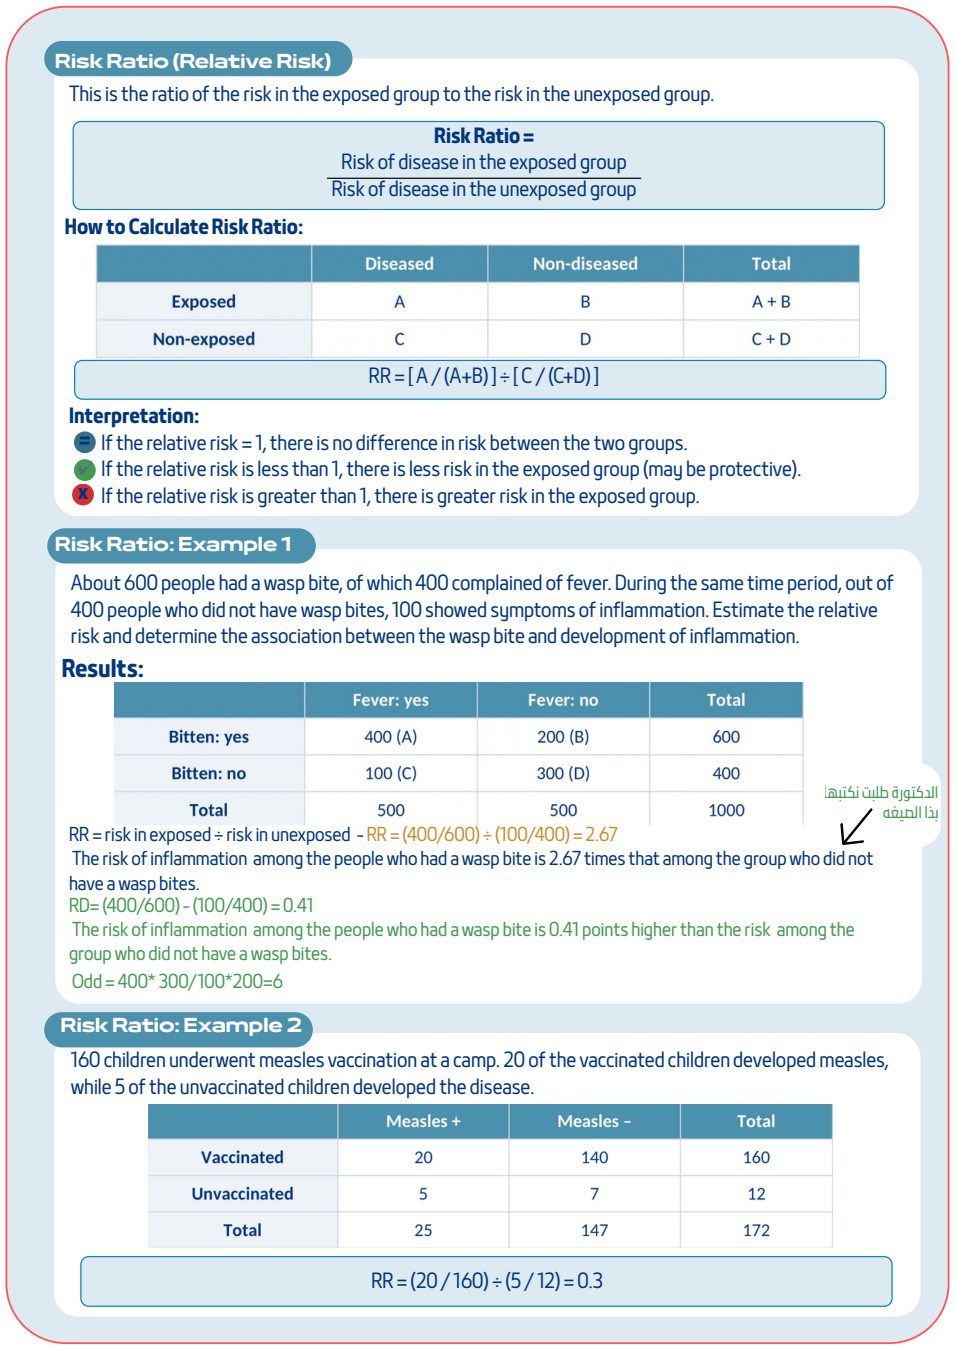 Risk Ratio (Relative Risk)
This is the ratio of the risk in the exposed group to the risk in the unexposed group.
Risk Ratio =
Risk of disease in the exposed group
Risk of disease in the unexposed group
How to Calculate Risk Ratio:
Diseased Non-diseased Total
Exposed A B A + B
Non-exposed C D C + D
RR = [ A / (A+B) ] ÷ [ C / (C+D) ]
Interpretation:
= If the relative risk = 1, there is no difference in risk between the two groups.
✓ If the relative risk is less than 1, there is less risk in the exposed group (may be protective).
X If the relative risk is greater than 1, there is greater risk in the exposed group.
Risk Ratio: Example 1
About 600 people had a wasp bite, of which 400 complained of fever. During the same time period, out of
400 people who did not have wasp bites, 100 showed symptoms of inflammation. Estimate the relative
risk and determine the association between the wasp bite and development of inflammation.
Results:
Fever: yes Fever: no Total
Bitten: yes 400 (A) 200 (B) 600
Bitten: no 100 (C) 300 (D) 400
Total 500 500 1000
الدكتورة طلبت نكتبها
بذا الصيغه
RR = risk in exposed ÷ risk in unexposed - RR = (400/600) ÷ (100/400) = 2.67
The risk of inflammation among the people who had a wasp bite is 2.67 times that among the group who did not
have a wasp bites.
RD= (400/600) - (100/400) = 0.41
The risk of inflammation among the people who had a wasp bite is 0.41 points higher than the risk among the
group who did not have a wasp bites.
Odd = 400* 300/100*200=6
Risk Ratio: Example 2
160 children underwent measles vaccination at a camp. 20 of the vaccinated children developed measles,
while 5 of the unvaccinated children developed the disease.
Measles + Measles – Total
Vaccinated 20 140 160
Unvaccinated 5 7 12
Total 25 147 172
RR = (20 / 160) ÷ (5 / 12) = 0.3